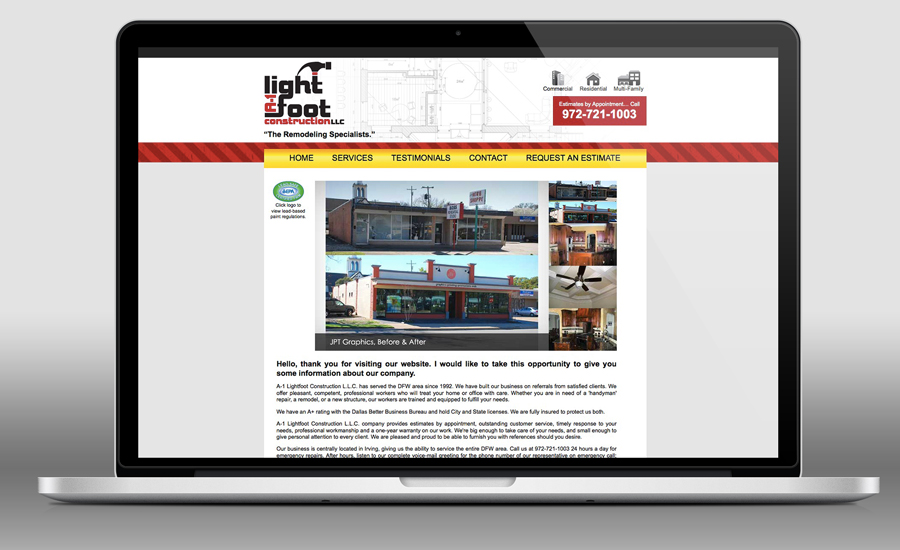 light
A-1 foot
construction LLC
"The Remodeling Specialists."
Commercial Residential Multi-Family
Estimates by Appointment... Call
972-721-1003
HOME SERVICES TESTIMONIALS CONTACT REQUEST AN ESTIMATE
Click logo to
view lead-based
paint regulations.
JPT Graphics, Before & After
Hello, thank you for visiting our website. I would like to take this opportunity to give you
some information about our company.
A-1 Lightfoot Construction L.L.C. has served the DFW area since 1992. We have built our business on referrals from satisfied clients. We
offer pleasant, competent, professional workers who will treat your home or office with care. Whether you are in need of a 'handyman'
repair, a remodel, or a new structure, our workers are trained and equipped to fulfill your needs.
We have an A+ rating with the Dallas Better Business Bureau and hold City and State licenses. We are fully insured to protect us both.
A-1 Lightfoot Construction L.L.C. company provides estimates by appointment, outstanding customer service, timely response to your
needs, professional workmanship and a one-year warranty on our work. We're big enough to take care of your needs, and small enough to
give personal attention to every client. We are pleased and proud to be able to furnish you with references should you desire.
Our business is centrally located in Irving, giving us the ability to service the entire DFW area. Call us at 972-721-1003 24 hours a day for
emergency repairs. After hours, listen to our complete voice-mail greeting for the phone number of our representative on emergency call: